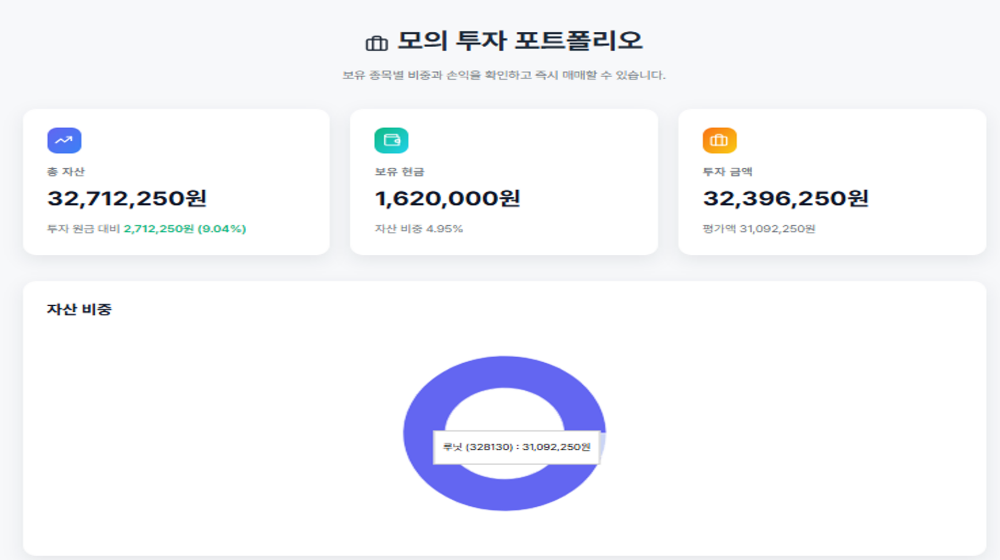 모의 투자 포트폴리오
보유 종목별 비중과 손익을 확인하고 즉시 매매할 수 있습니다.
총 자산
32,712,250원
투자 원금 대비 2,712,250원 (9.04%)
보유 현금
1,620,000원
자산 비중 4.95%
투자 금액
32,396,250원
평가액 31,092,250원
자산 비중
루닛 (328130) : 31,092,250원